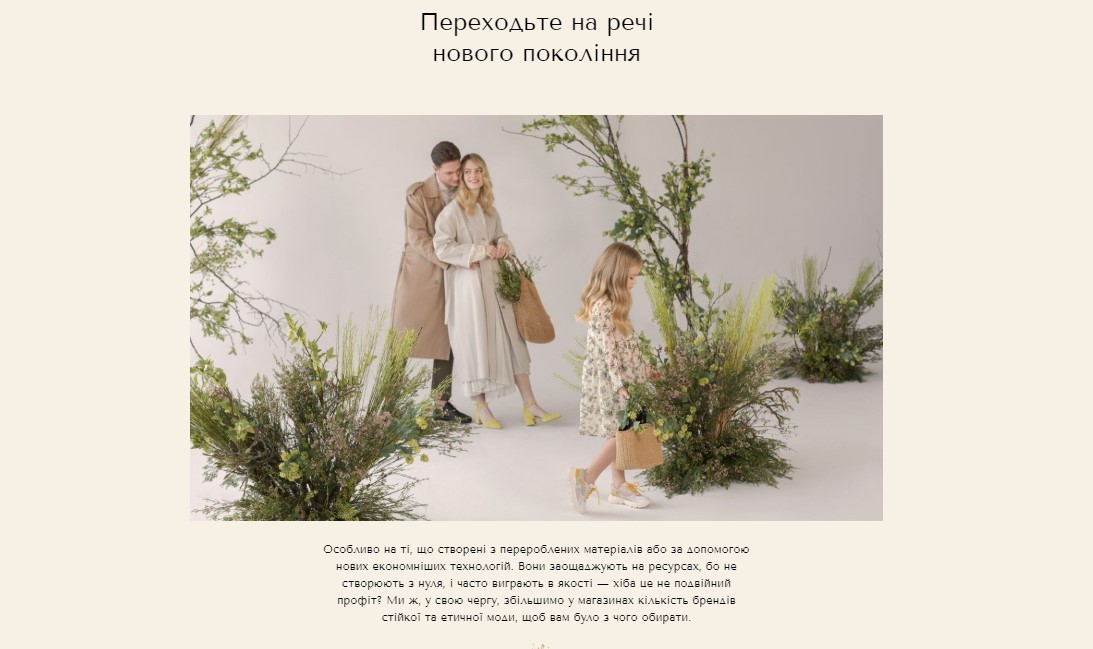 Переходьте на речі
нового покоління
Особливо на ті, що створені з перероблених матеріалів або за допомогою
нових економніших технологій. Вони заощаджують на ресурсах, бо не
створюють з нуля, і часто виграють в якості — хіба це не подвійний
профіт? Ми ж, у свою чергу, збільшимо у магазинах кількість брендів
стійкої та етичної моди, щоб вам було з чого обирати.